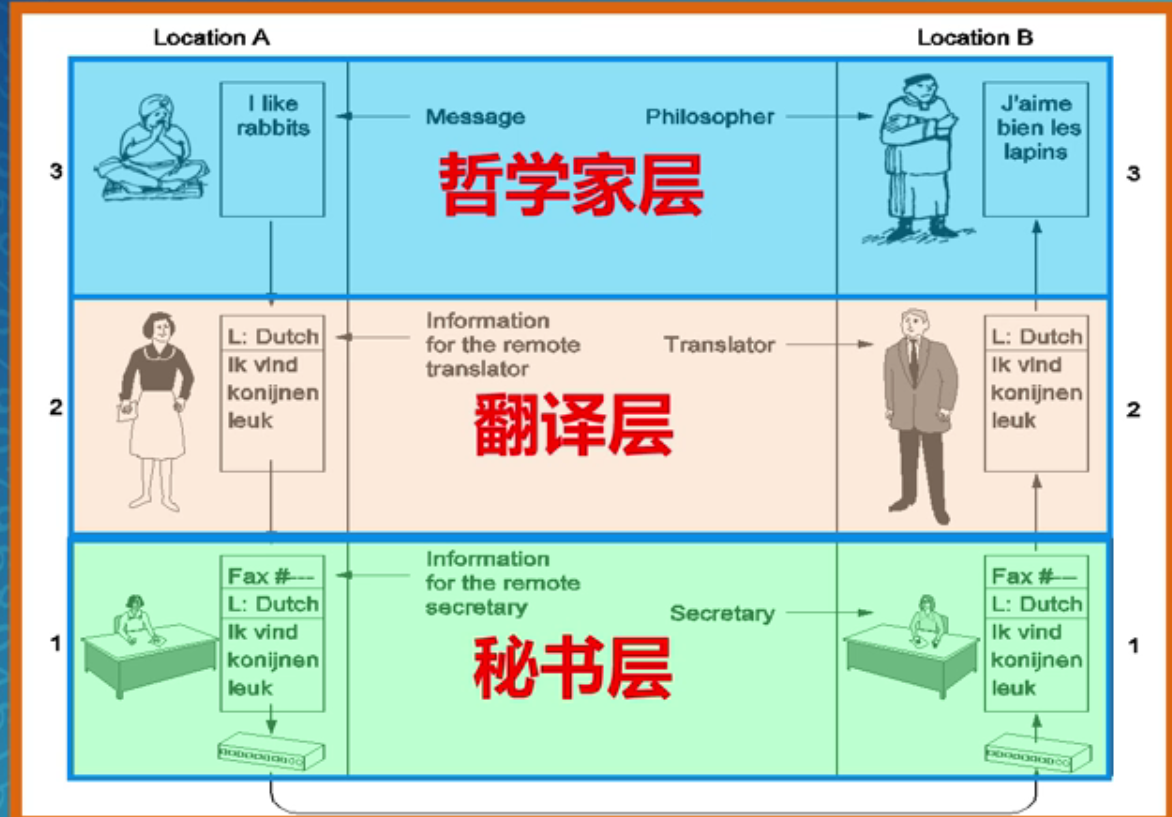 Location A
Location B
3
I like
rabbits
Message
Philosopher
J'aime
bien les
lapins
3
哲学家层
2
L: Dutch
Ik vind
konijnen
leuk
Information
for the remote
translator
Translator
L: Dutch
Ik vind
konijnen
leuk
2
翻译层
1
Fax #---
L: Dutch
Ik vind
konijnen
leuk
Information
for the remote
secretary
Secretary
Fax #---
L: Dutch
Ik vind
konijnen
leuk
1
秘书层